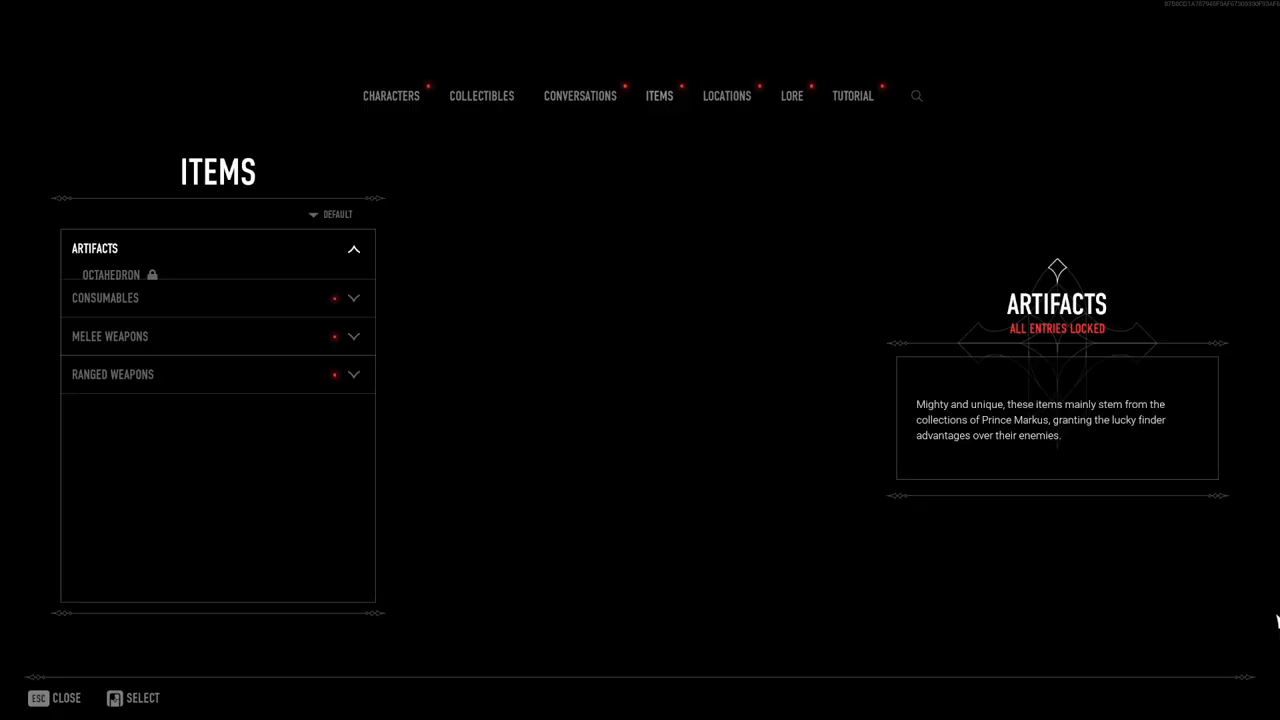 CHARACTERS COLLECTIBLES CONVERSATIONS ITEMS LOCATIONS LORE TUTORIAL
ITEMS
DEFAULT
ARTIFACTS
OCTAHEDRON
CONSUMABLES
MELEE WEAPONS
RANGED WEAPONS
ARTIFACTS
ALL ENTRIES LOCKED
Mighty and unique, these items mainly stem from the
collections of Prince Markus, granting the lucky finder
advantages over their enemies.
ESC CLOSE SELECT